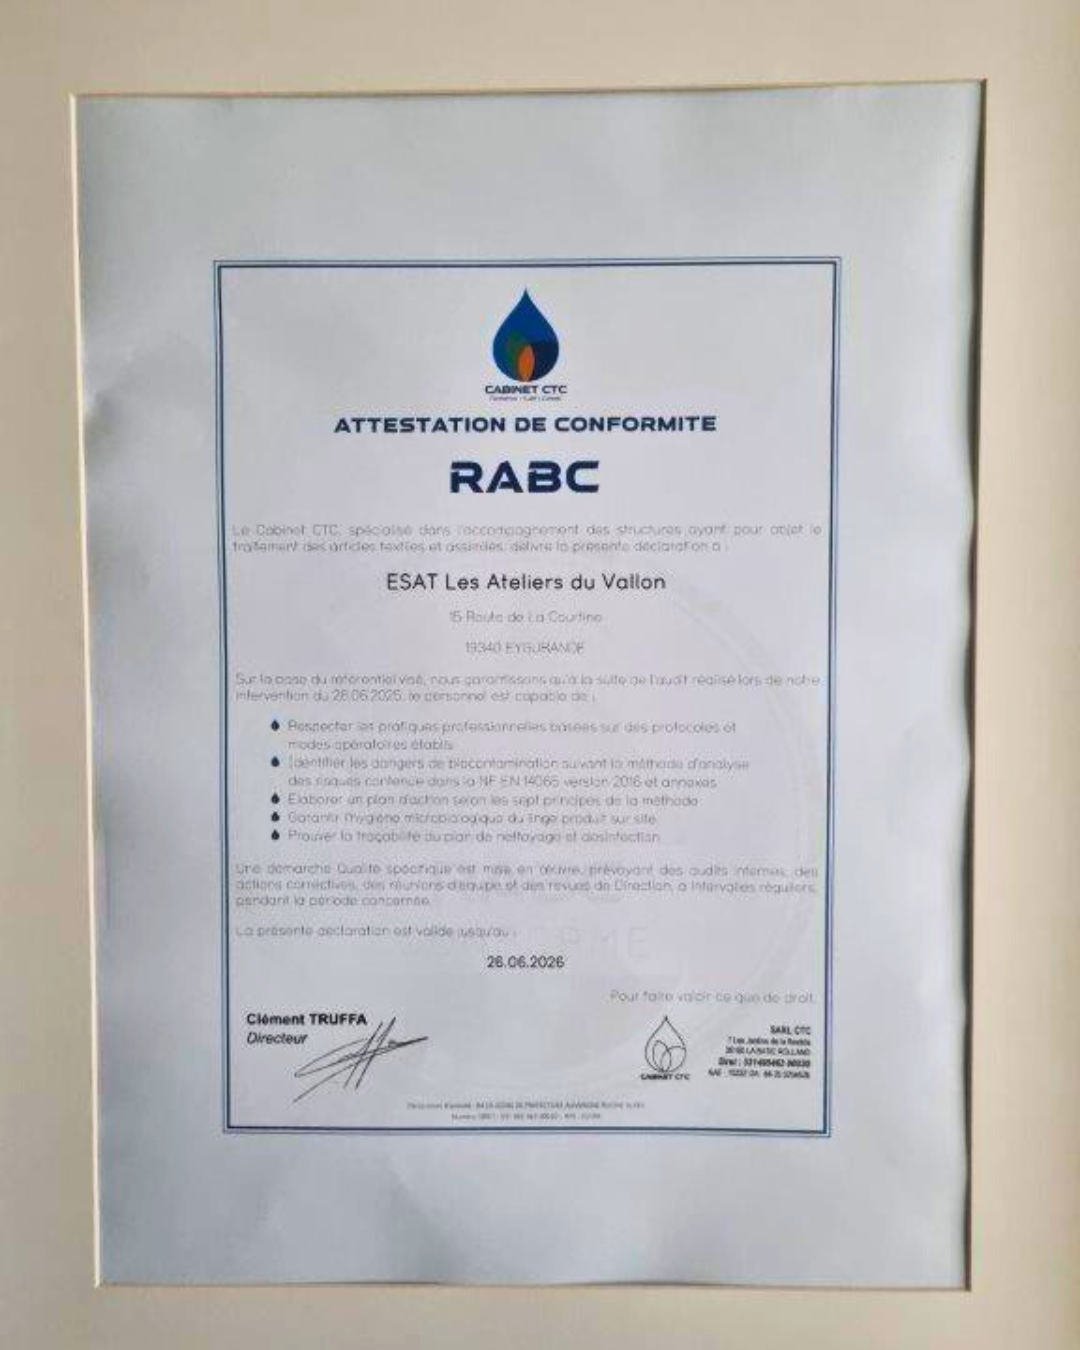 CABINET CTC
ATTESTATION DE CONFORMITE
RABC
Le Cabinet CTC, spécialisé dans l'accompagnement des structures ayant pour objet le
traitement des articles textiles et assimilés, délivre la présente déclaration à :
ESAT Les Ateliers du Vallon
15 Route de La Courtine
19340 EYGURANDE
Sur la base du référentiel visé, nous garantissons qu'à la suite de l'audit réalisé lors de notre
intervention du 26.06.2025, le personnel est capable de :
Respecter les pratiques professionnelles basées sur des protocoles et
modes opératoires établis
Identifier les dangers de biocontamination suivant la méthode d'analyse
des risques contenue dans la NF EN 14065 version 2016 et annexes
Elaborer un plan d'action selon les sept principes de la méthode
Garantir l'hygiène microbiologique du linge produit sur site
Prouver la traçabilité du plan de nettoyage et désinfection
Une démarche Qualité spécifique est mise en œuvre, prévoyant des audits internes, des
actions correctives, des réunions d'équipe et des revues de Direction, à intervalles réguliers,
pendant la période concernée.
La présente déclaration est valide jusqu'au :
26.06.2026
Pour faire valoir ce que de droit.
Clément TRUFFA
Directeur
CABINET CTC
SARL CTC
7 Les Jardins de la
LA BATIE ROLLAND
Siret :